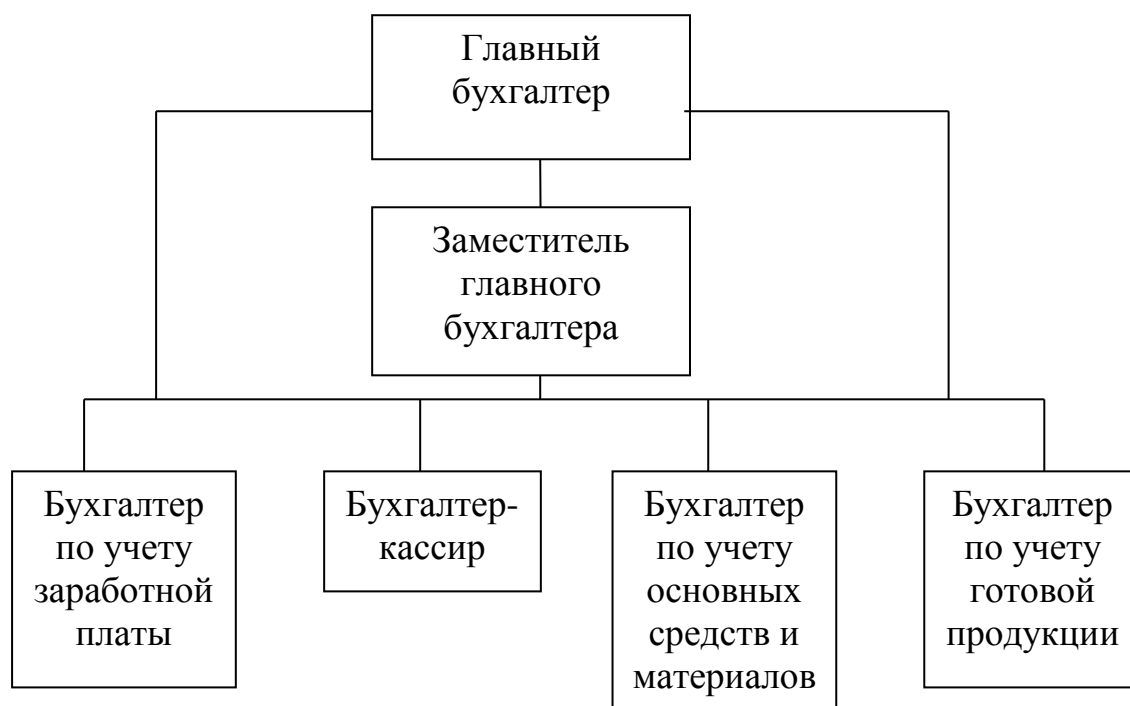 Главный
бухгалтер
Заместитель
главного
бухгалтера
Бухгалтер
по учету
заработной
платы
Бухгалтер-
кассир
Бухгалтер
по учету
основных
средств и
материалов
Бухгалтер
по учету
готовой
продукции